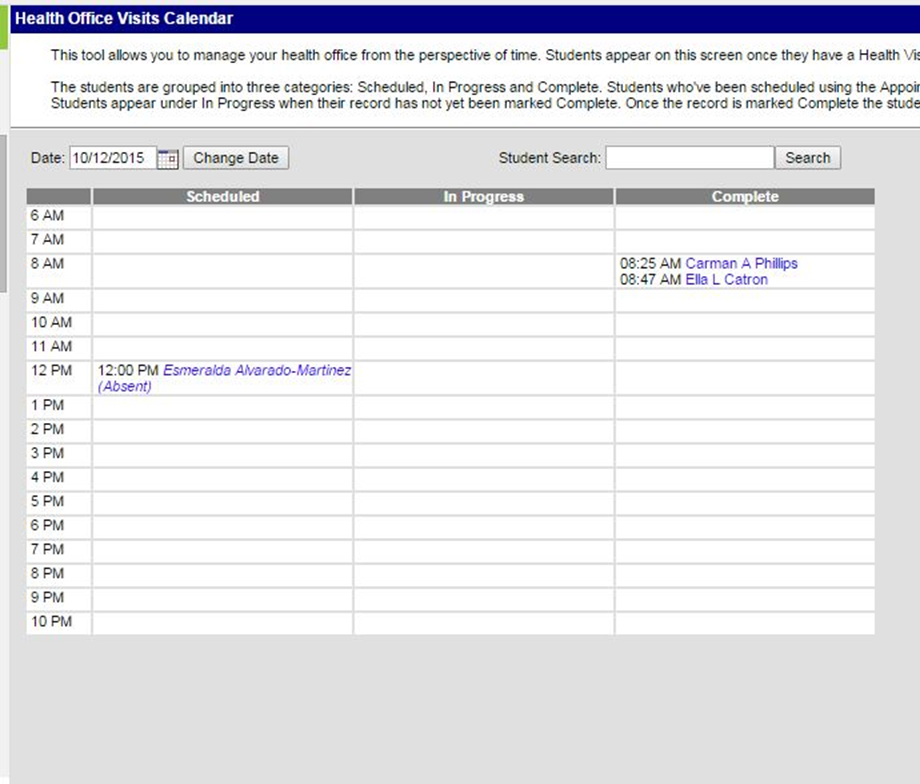 Health Office Visits Calendar
This tool allows you to manage your health office from the perspective of time. Students appear on this screen once they have a Health
The students are grouped into three categories: Scheduled, In Progress and Complete. Students who've been scheduled using the
Students appear under In Progress when their record has not yet been marked Complete. Once the record is marked Complete the
Date: 10/12/2015 Change Date Student Search: Search
Scheduled In Progress Complete
6 AM
7 AM
8 AM 08:25 AM Carman A Phillips
08:47 AM Ella L Catron
9 AM
10 AM
11 AM
12 PM 12:00 PM Esmeralda Alvarado-Martinez
(Absent)
1 PM
2 PM
3 PM
4 PM
5 PM
6 PM
7 PM
8 PM
9 PM
10 PM